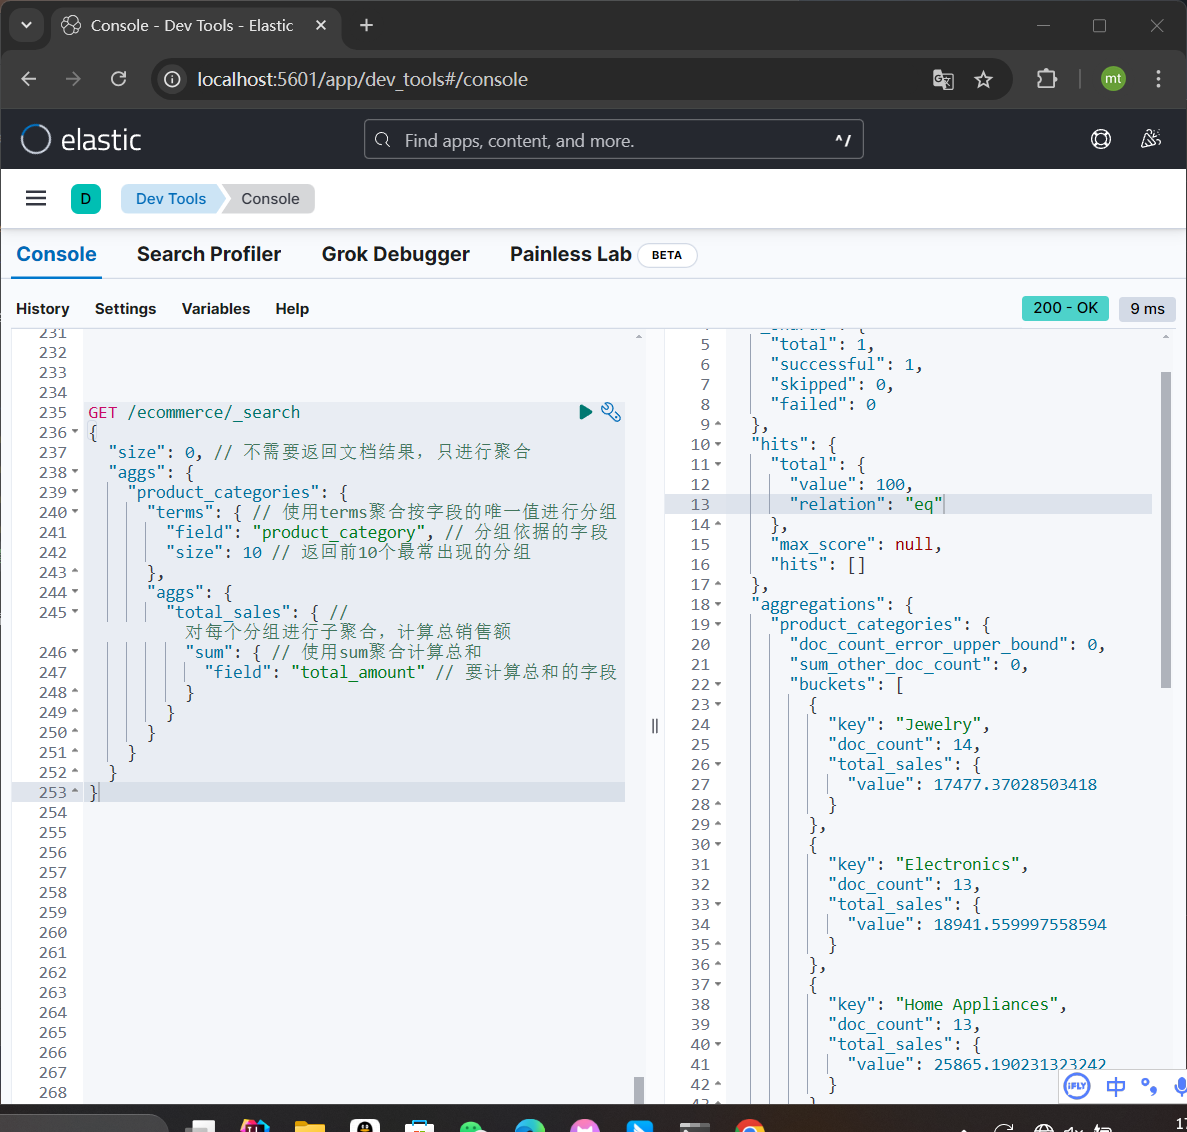 Console - Dev Tools - Elastic
localhost:5601/app/dev_tools#/console
mt
elastic
Find apps, content, and more.
^/
D
Dev Tools
Console
Console
Search Profiler
Grok Debugger
Painless Lab
BETA
History
Settings
Variables
Help
200 - OK
9 ms
231
232
233
234
235 GET /ecommerce/_search
236 {
237 "size": 0, // 不需要返回文档结果，只进行聚合
238 "aggs": {
239 "product_categories": {
240 "terms": { // 使用terms聚合按字段的唯一值进行分组
241 "field": "product_category", // 分组依据的字段
242 "size": 10 // 返回前10个最常出现的分组
243 },
244 "aggs": {
245 "total_sales": { //
对每个分组进行子聚合，计算总销售额
246 "sum": { // 使用sum聚合计算总和
247 "field": "total_amount" // 要计算总和的字段
248 }
249 }
250 }
251 }
252 }
253 }
254
255
256
257
258
259
260
261
262
263
264
265
266
267
268
5 "total": 1,
6 "successful": 1,
7 "skipped": 0,
8 "failed": 0
9 },
10 "hits": {
11 "total": {
12 "value": 100,
13 "relation": "eq"
14 },
15 "max_score": null,
16 "hits": []
17 },
18 "aggregations": {
19 "product_categories": {
20 "doc_count_error_upper_bound": 0,
21 "sum_other_doc_count": 0,
22 "buckets": [
23 {
24 "key": "Jewelry",
25 "doc_count": 14,
26 "total_sales": {
27 "value": 17477.37028503418
28 }
29 },
30 {
31 "key": "Electronics",
32 "doc_count": 13,
33 "total_sales": {
34 "value": 18941.559997558594
35 }
36 },
37 {
38 "key": "Home Appliances",
39 "doc_count": 13,
40 "total_sales": {
41 "value": 25865.190231323242
42 }
iFLY
中